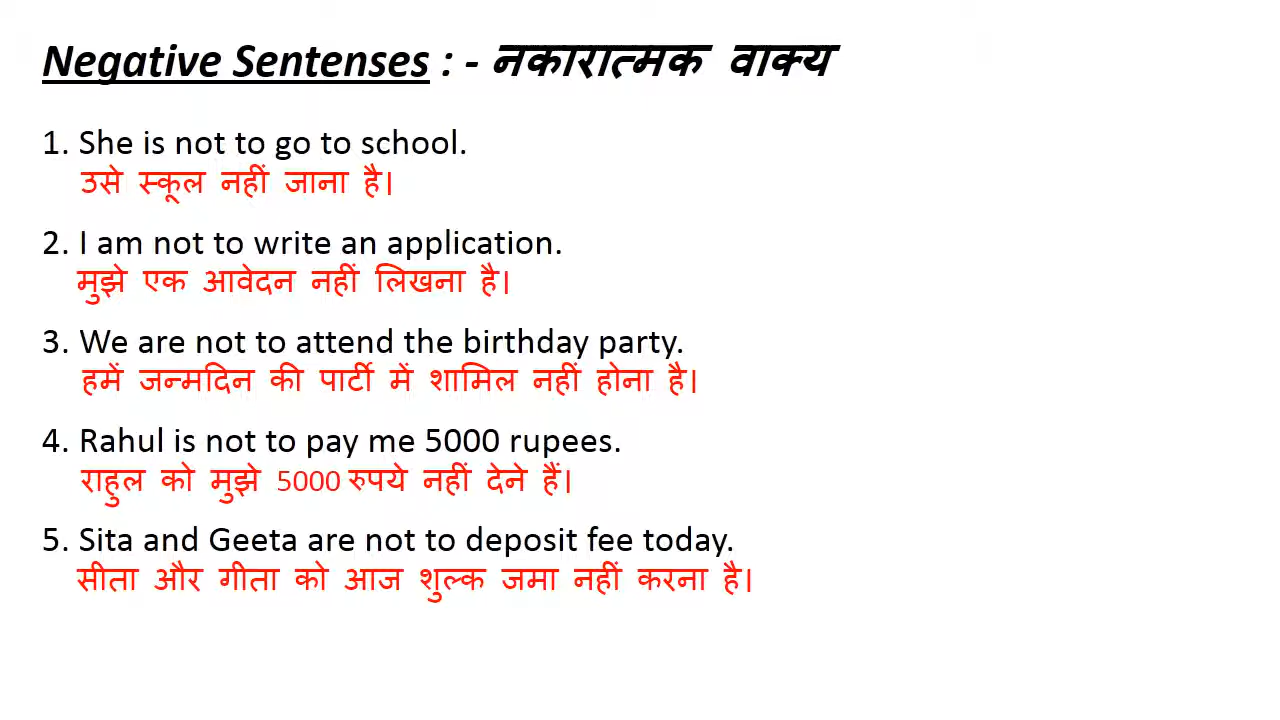 Negative Sentenses : - नकारात्मक वाक्य
1. She is not to go to school.
उसे स्कूल नहीं जाना है।
2. I am not to write an application.
मुझे एक आवेदन नहीं लिखना है।
3. We are not to attend the birthday party.
हमें जन्मदिन की पार्टी में शामिल नहीं होना है।
4. Rahul is not to pay me 5000 rupees.
राहुल को मुझे 5000 रुपये नहीं देने हैं।
5. Sita and Geeta are not to deposit fee today.
सीता और गीता को आज शुल्क जमा नहीं करना है।